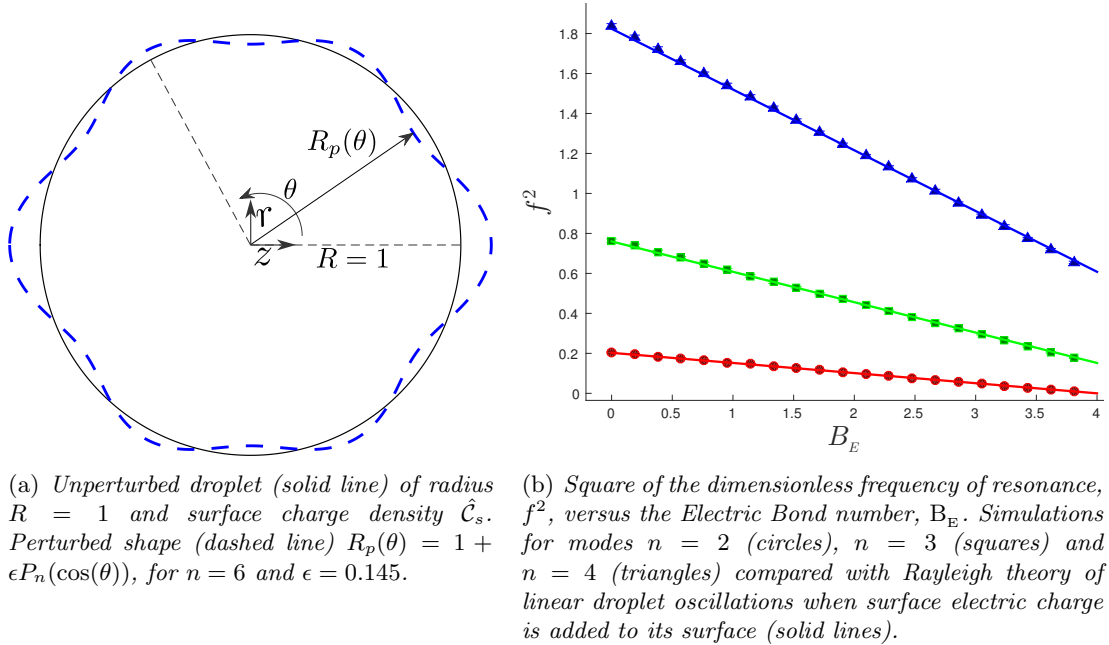 R_p(θ)
θ
r
z
R = 1
1.8
1.6
1.4
1.2
1
0.8
0.6
0.4
0.2
0
f^2
0 0.5 1 1.5 2 2.5 3 3.5 4
B_E
(a) Unperturbed droplet (solid line) of radius
R = 1 and surface charge density Ĉ_s.
Perturbed shape (dashed line) R_p(θ) = 1 +
ϵP_n(cos(θ)), for n = 6 and ϵ = 0.145.
(b) Square of the dimensionless frequency of resonance,
f^2, versus the Electric Bond number, B_E. Simulations
for modes n = 2 (circles), n = 3 (squares) and
n = 4 (triangles) compared with Rayleigh theory of
linear droplet oscillations when surface electric charge
is added to its surface (solid lines).